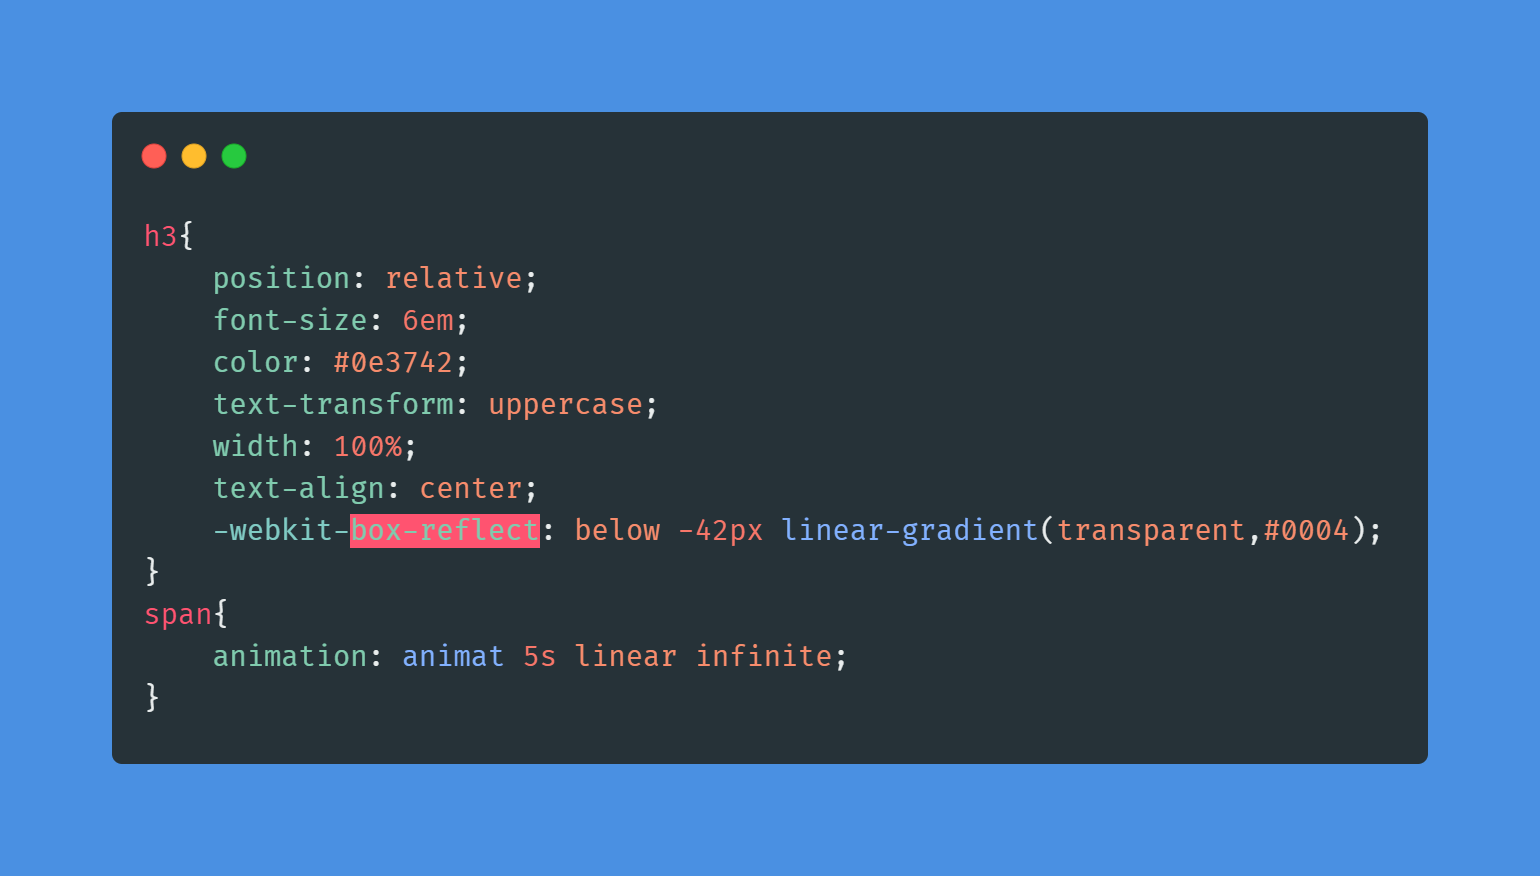 h3{
    position: relative;
    font-size: 6em;
    color: #0e3742;
    text-transform: uppercase;
    width: 100%;
    text-align: center;
    -webkit-box-reflect: below -42px linear-gradient(transparent,#0004);
}
span{
    animation: animat 5s linear infinite;
}